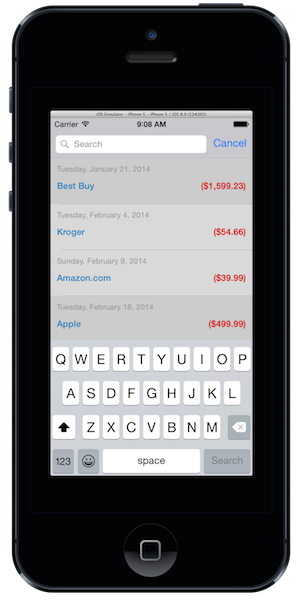 iOS Simulator - iPhone 5 - iPhone 5 / iOS 8.0 (12A365)
Carrier 9:08 AM
Search Cancel
Tuesday, January 21, 2014
Best Buy ($1,599.23)
Tuesday, February 4, 2014
Kroger ($54.66)
Sunday, February 9, 2014
Amazon.com ($39.99)
Tuesday, February 18, 2014
Apple ($499.99)
Q W E R T Y U I O P
A S D F G H J K L
Z X C V B N M
123 space Search